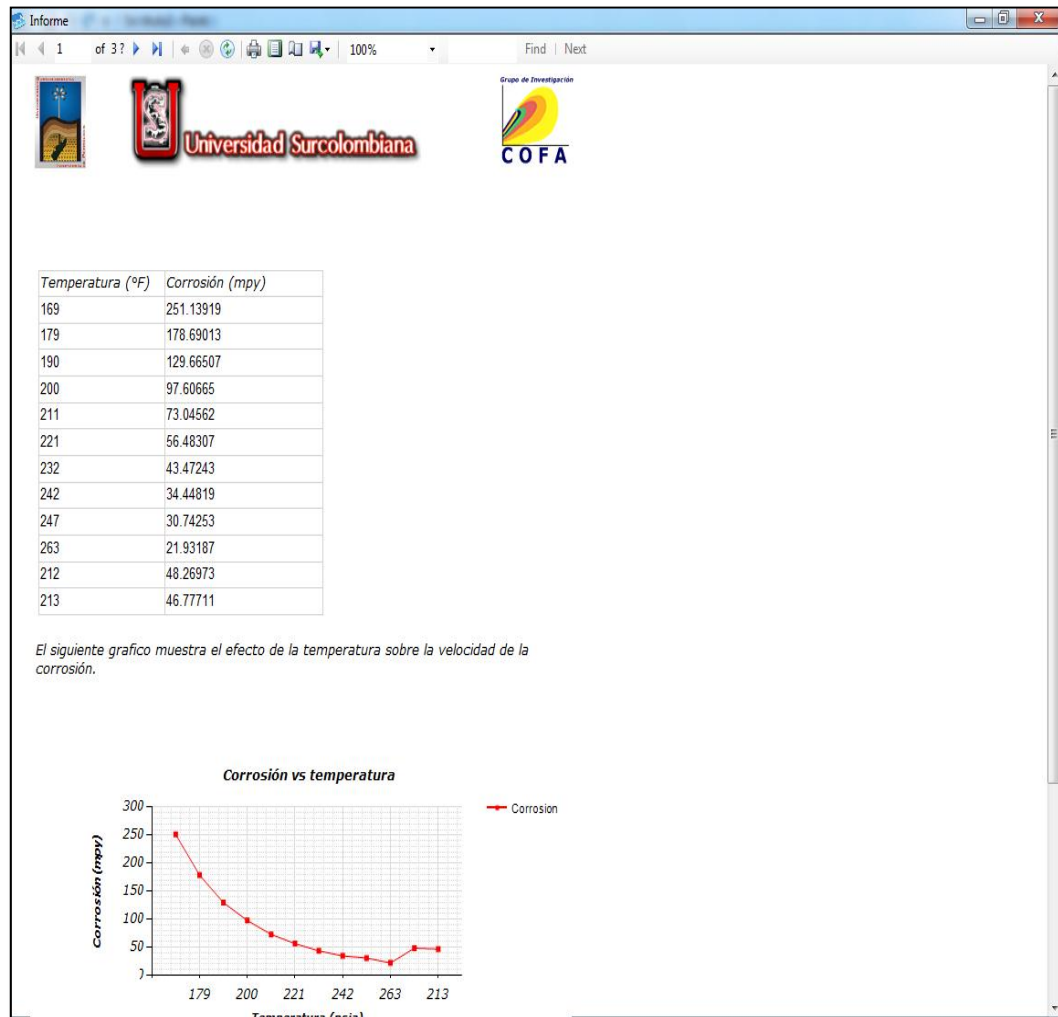 Informe
1 of 3 ? 100% Find | Next
Universidad Surcolombiana
Grupo de Investigación
COFA
Temperatura (ºF) Corrosión (mpy)
169 251.13919
179 178.69013
190 129.66507
200 97.60665
211 73.04562
221 56.48307
232 43.47243
242 34.44819
247 30.74253
263 21.93187
212 48.26973
213 46.77711
El siguiente grafico muestra el efecto de la temperatura sobre la velocidad de la
corrosión.
Corrosión vs temperatura
Corrosion
Corrosión (mpy)
300
250
200
150
100
50
179 200 221 242 263 213
Temperatura (psia)